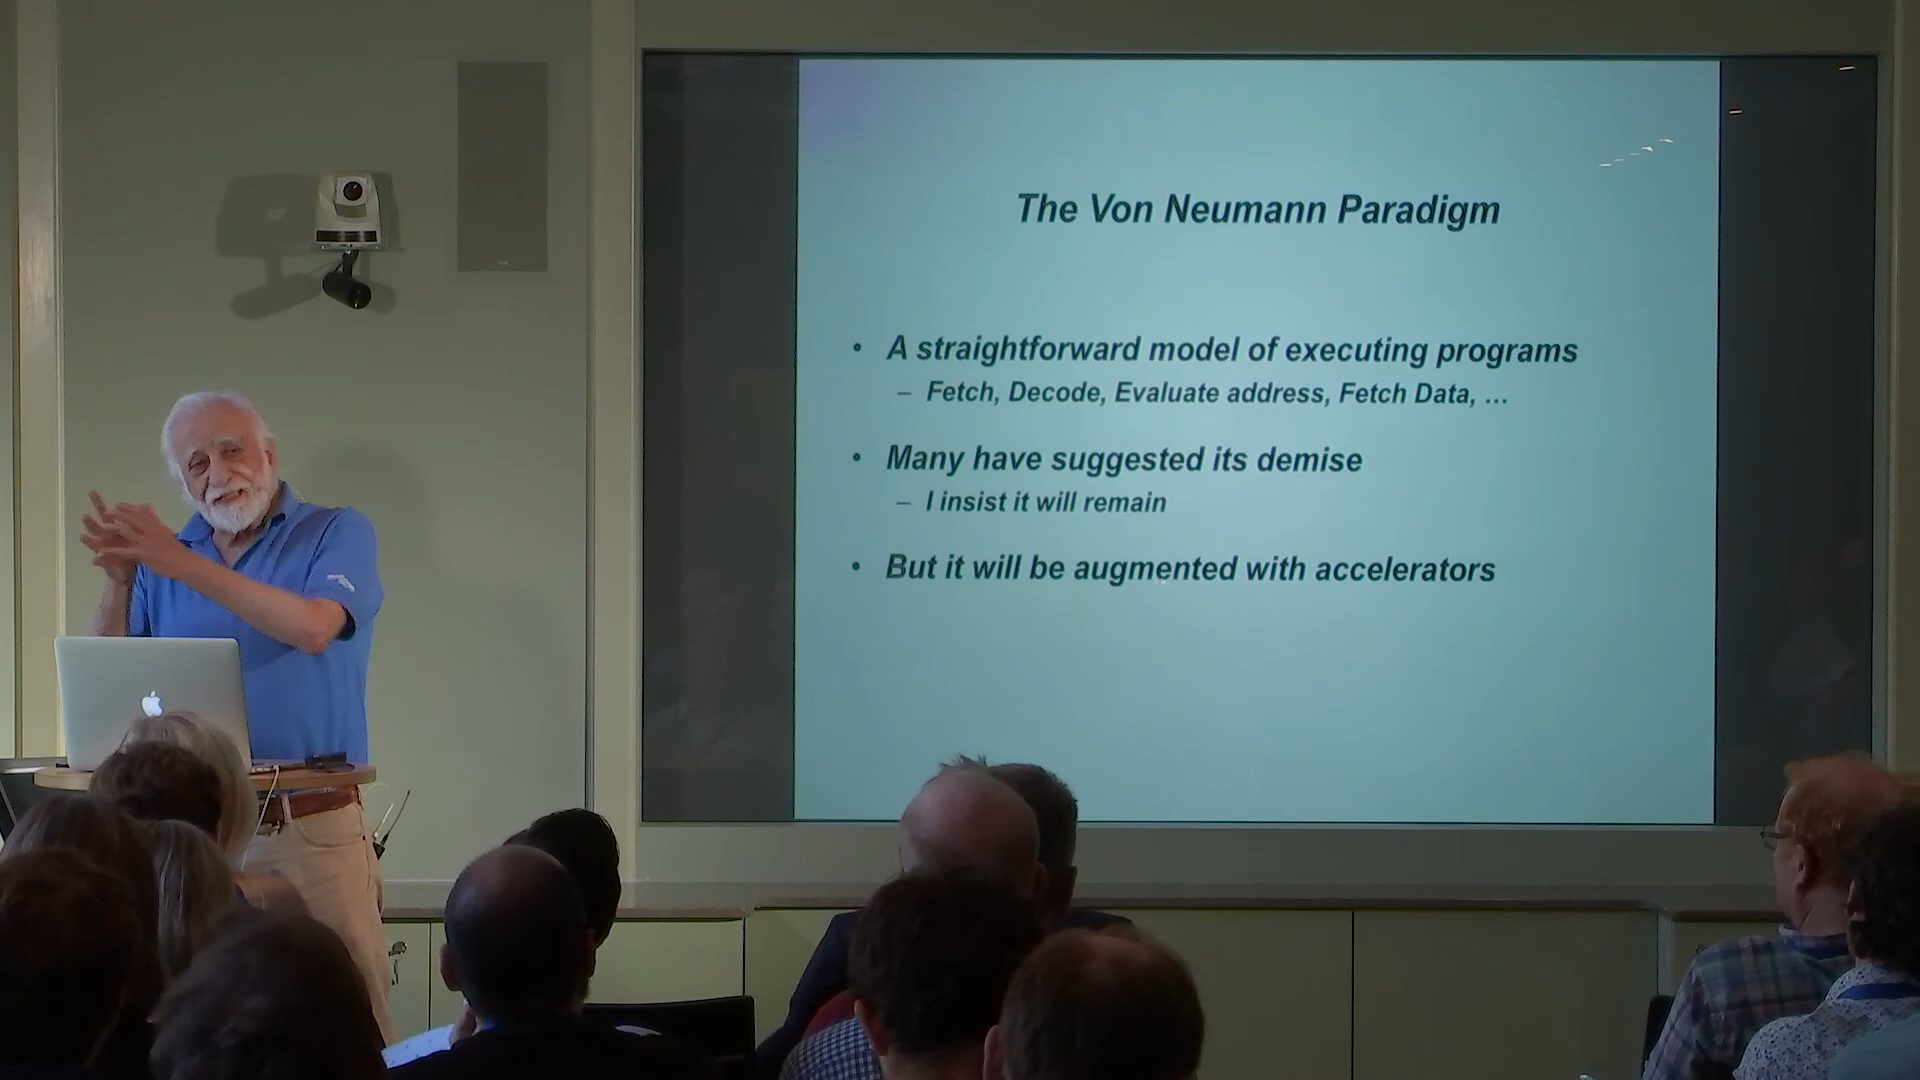 The Von Neumann Paradigm
• A straightforward model of executing programs
– Fetch, Decode, Evaluate address, Fetch Data, ...
• Many have suggested its demise
– I insist it will remain
• But it will be augmented with accelerators